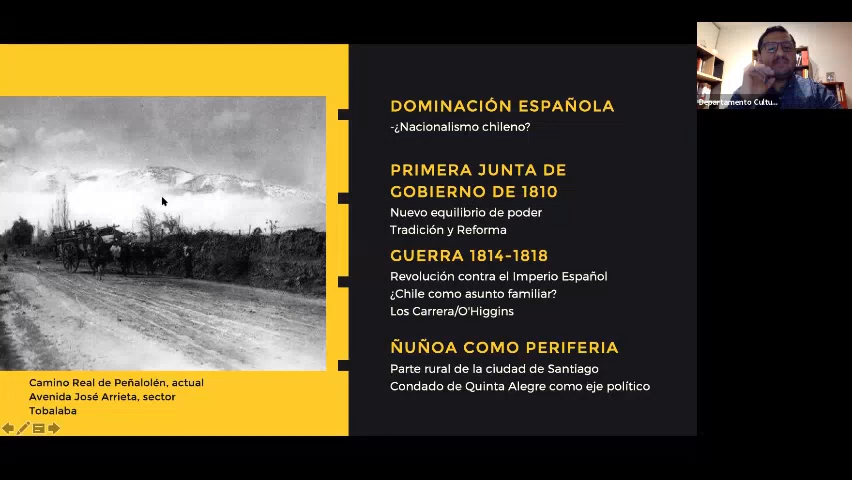 DOMINACIÓN ESPAÑOLA
-¿Nacionalismo chileno?
PRIMERA JUNTA DE
GOBIERNO DE 1810
Nuevo equilibrio de poder
Tradición y Reforma
GUERRA 1814-1818
Revolución contra el Imperio Español
¿Chile como asunto familiar?
Los Carrera/O'Higgins
ÑUÑOA COMO PERIFERIA
Parte rural de la ciudad de Santiago
Condado de Quinta Alegre como eje político
Camino Real de Peñalolén, actual
Avenida José Arrieta, sector
Tobalaba
Departamento Cultu...